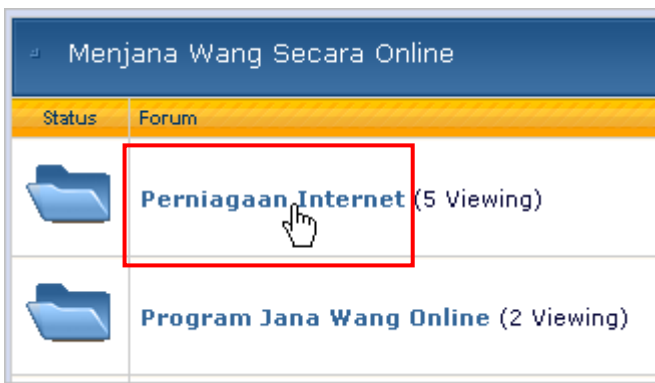 Menjana Wang Secara Online
Status Forum
Perniagaan Internet (5 Viewing)
Program Jana Wang Online (2 Viewing)